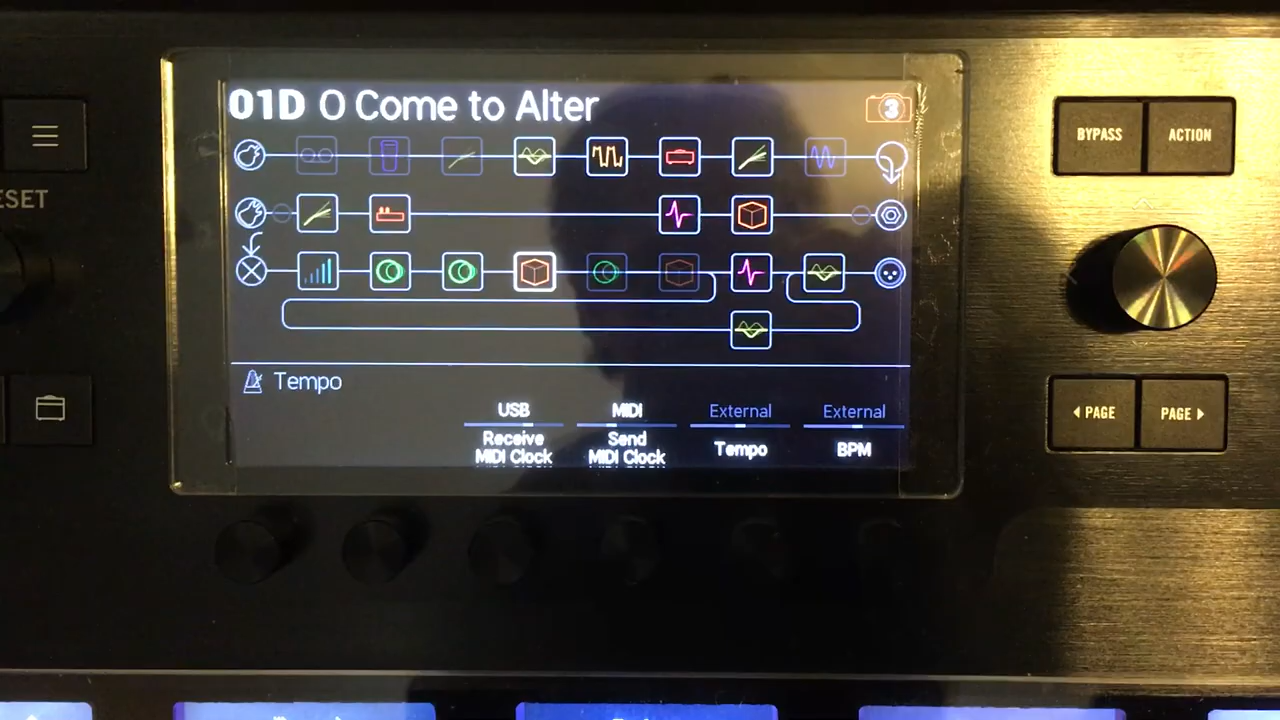 01D O Come to Alter
3
BYPASS
ACTION
ESET
Tempo
USB
MIDI
External
External
Receive
MIDI Clock
Send
MIDI Clock
Tempo
BPM
PAGE
PAGE